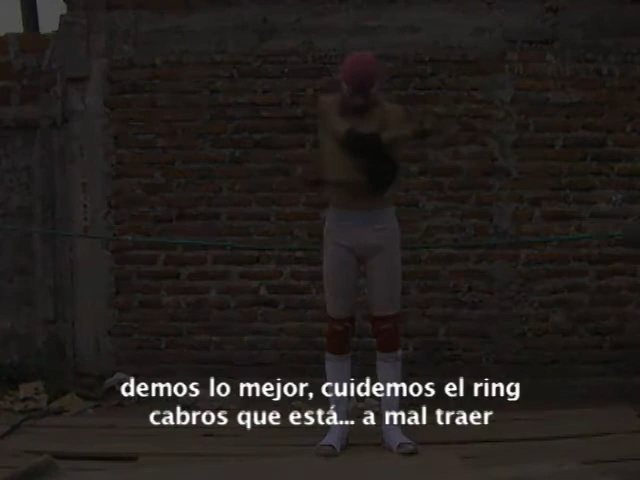 demos lo mejor, cuidemos el ring
cabros que está... a mal traer